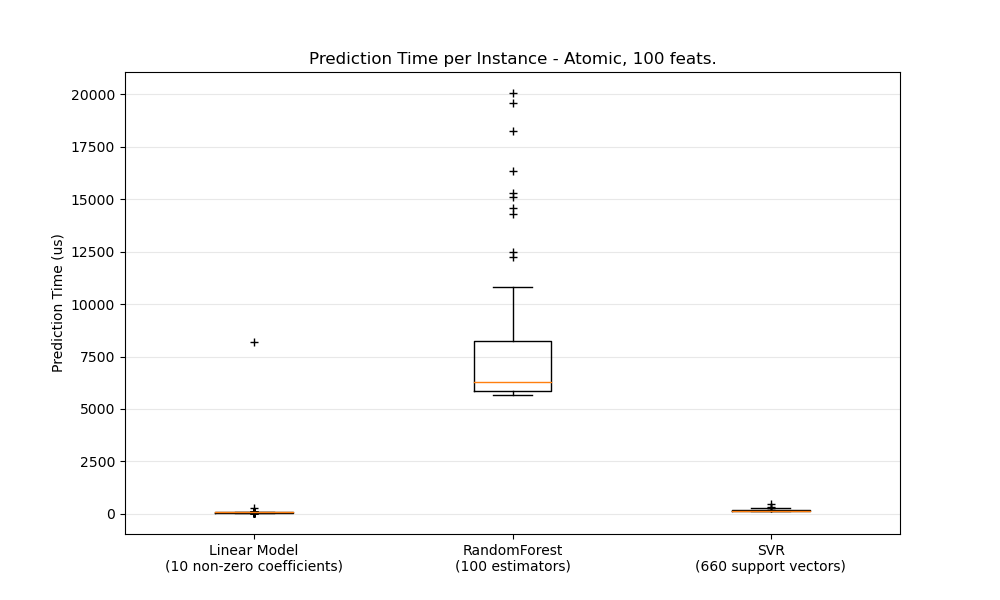 Prediction Time per Instance - Atomic, 100 feats.
Prediction Time (us)
20000
17500
15000
12500
10000
7500
5000
2500
0
Linear Model
(10 non-zero coefficients)
RandomForest
(100 estimators)
SVR
(660 support vectors)